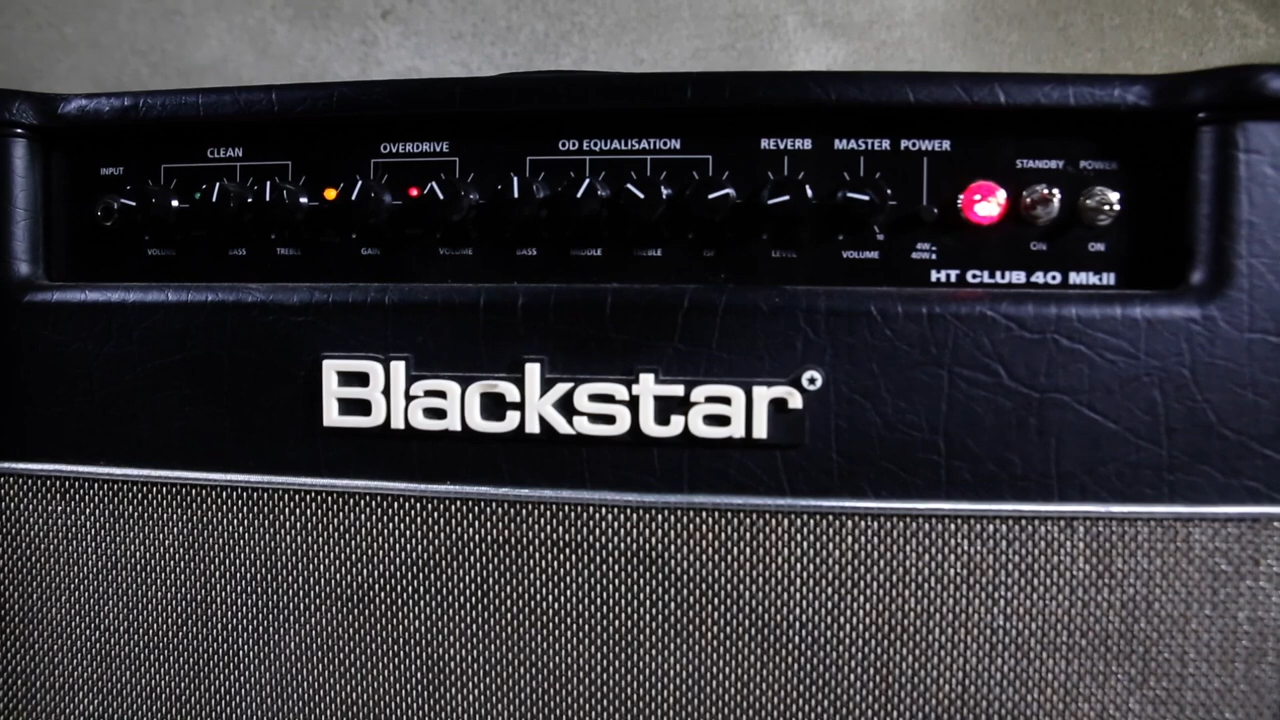 CLEAN
OVERDRIVE
OD EQUALISATION
REVERB
MASTER
POWER
INPUT
STANDBY
POWER
VOLUME
BASS
TREBLE
GAIN
VOLUME
BASS
MIDDLE
TREBLE
ISF
LEVEL
VOLUME
4W
40W
ON
ON
HT CLUB 40 MkII
Blackstar